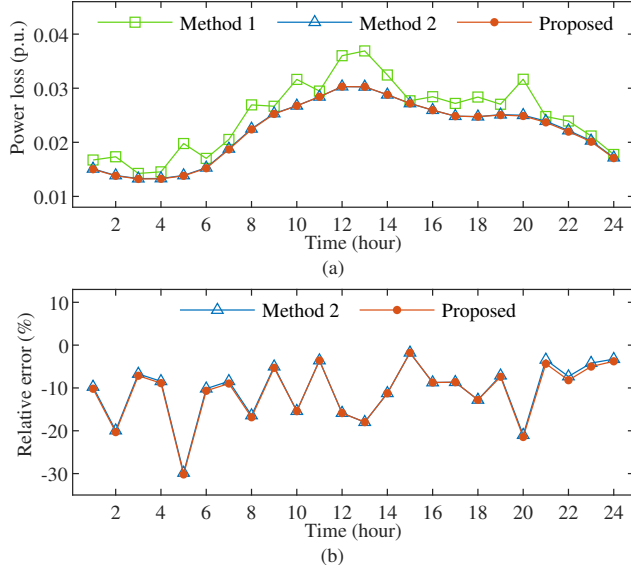 Method 1 Method 2 Proposed
Power loss (p.u.)
0.04
0.03
0.02
0.01
2 4 6 8 10 12 14 16 18 20 22 24
Time (hour)
(a)
Method 2 Proposed
Relative error (%)
10
0
-10
-20
-30
2 4 6 8 10 12 14 16 18 20 22 24
Time (hour)
(b)